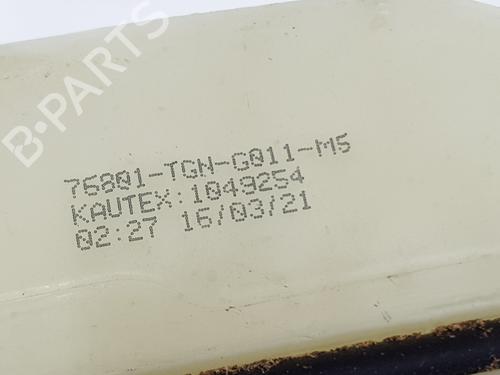 B-PARTS
76801-TGN-G011-M5
KAUTEX:1049254
02:27 16/03/21